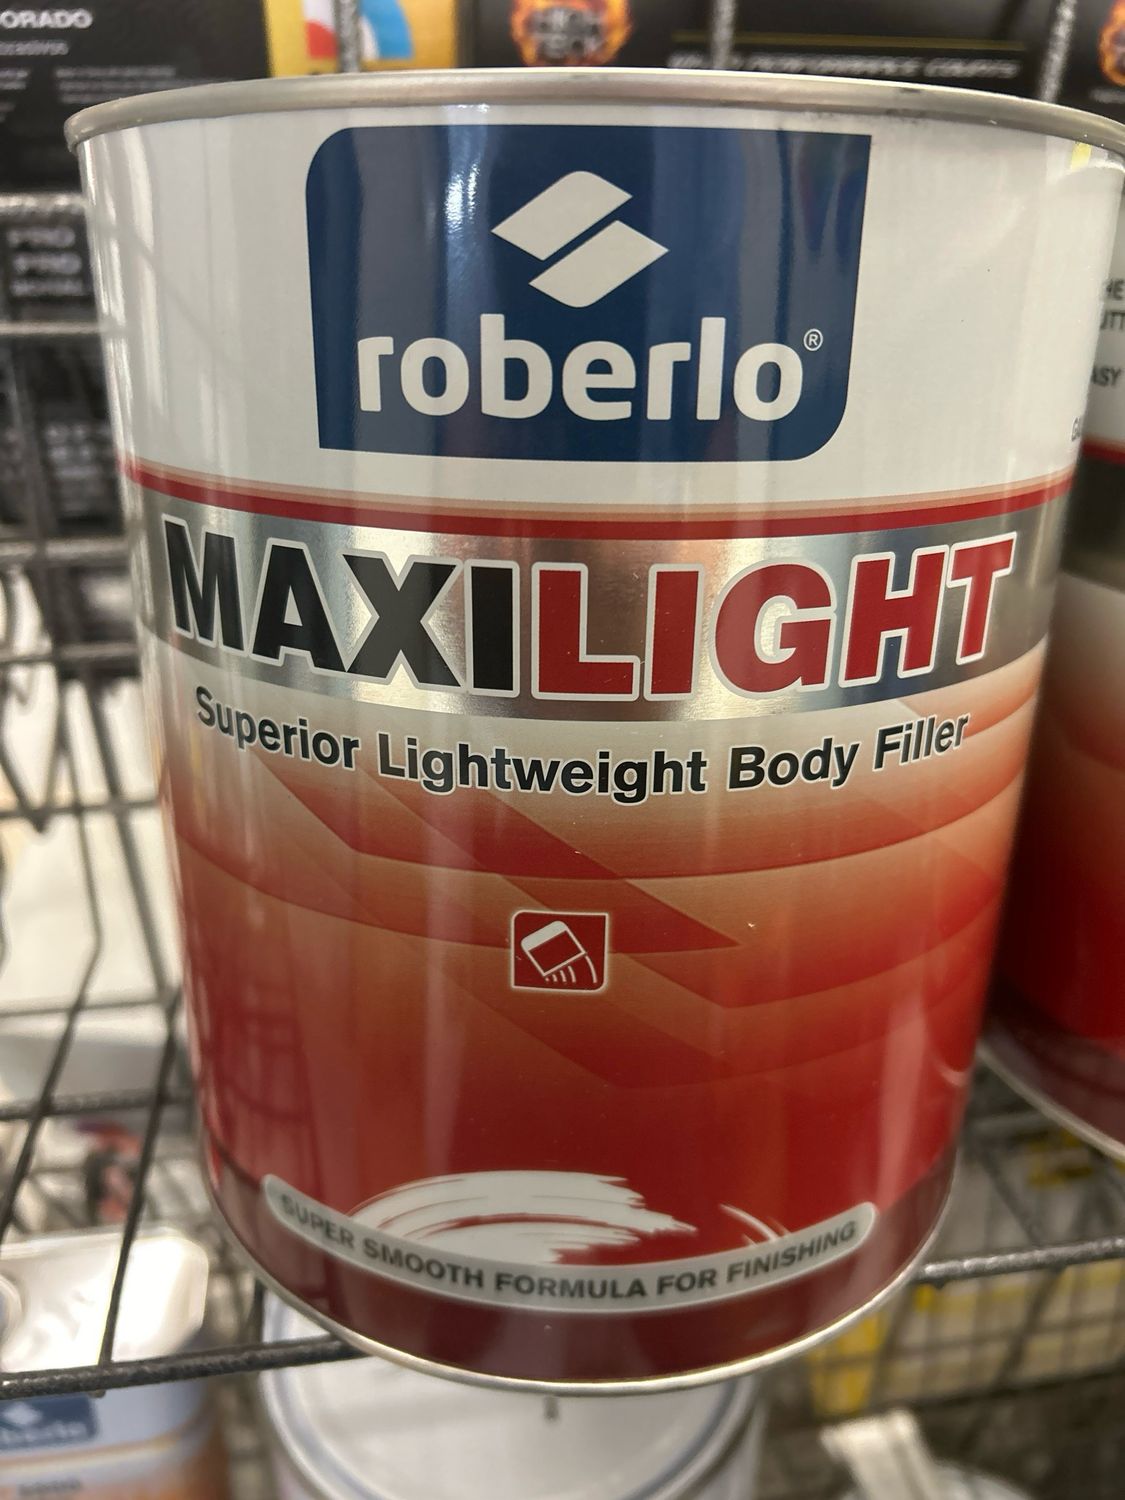 ORADO
roberlo®
MAXILIGHT
Superior Lightweight Body Filler
SUPER SMOOTH FORMULA FOR FINISHING